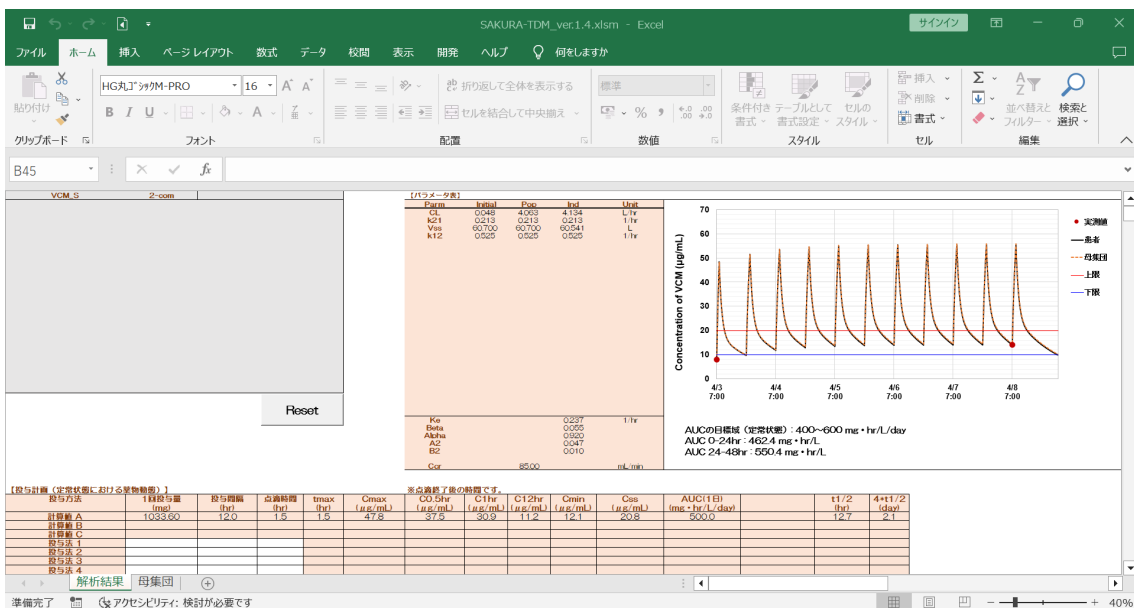 SAKURA-TDM_ver.1.4.xlsm - Excel
サインイン
ファイル ホーム 挿入 ページ レイアウト 数式 データ 校閲 表示 開発 ヘルプ 何をしますか
貼り付け
HG丸ｺﾞｼｯｸM-PRO 16
B I U
折り返して全体を表示する
セルを結合して中央揃え
標準
条件付き書式
テーブルとして書式設定
セルのスタイル
挿入
削除
書式
並べ替えとフィルター
検索と選択
クリップボード フォント 配置 数値 スタイル セル 編集
B45
fx
VCM_S 2-com
Reset
【パラメータ表】
Parm Initial Pop Ind Unit
CL 0.048 4.063 4.134 L/hr
k21 0.213 0.213 0.213 1/hr
Vss 60.700 60.700 60.541 L
k12 0.525 0.525 0.525 1/hr
Ke 0.237 1/hr
Beta 0.055
Alpha 0.920
A2 0.047
B2 0.010
Ccr 85.00 mL/min
Concentration of VCM (μg/mL)
70
60
50
40
30
20
10
0
4/3 7:00
4/4 7:00
4/5 7:00
4/6 7:00
4/7 7:00
4/8 7:00
実測値
患者
母集団
上限
下限
AUCの目標域（定常状態）：400～600 mg・hr/L/day
AUC 0-24hr : 462.4 mg・hr/L
AUC 24-48hr : 550.4 mg・hr/L
【投与計画（定常状態における薬物動態）】
※点滴終了後の時間です。
投与方法 1回投与量 (mg) 投与間隔 (hr) 点滴時間 (hr) tmax (hr) Cmax (μg/mL) C0.5hr (μg/mL) C1hr (μg/mL) C12hr (μg/mL) Cmin (μg/mL) Css (μg/mL) AUC(1日) (mg・hr/L/day) t1/2 (hr) 4*t1/2 (day)
計算値 A 1033.60 12.0 1.5 1.5 47.8 37.5 30.9 11.2 12.1 20.8 500.0 12.7 2.1
計算値 B
計算値 C
投与法 1
投与法 2
投与法 3
投与法 4
解析結果 母集団
準備完了 アクセシビリティ: 検討が必要です
40%